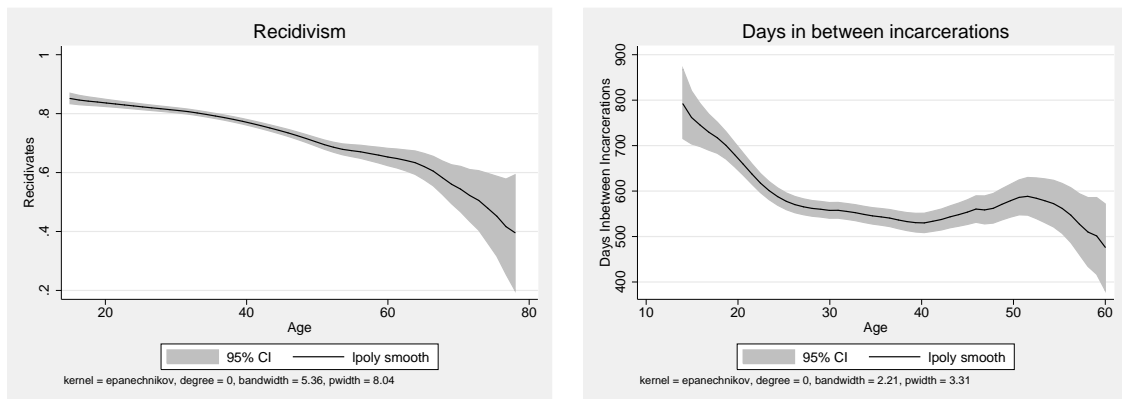 Recidivism
Recidivates
1
.8
.6
.4
.2
20 40 60 80
Age
95% CI lpoly smooth
kernel = epanechnikov, degree = 0, bandwidth = 5.36, pwidth = 8.04
Days in between incarcerations
Days Inbetween Incarcerations
900
800
700
600
500
400
10 20 30 40 50 60
Age
95% CI lpoly smooth
kernel = epanechnikov, degree = 0, bandwidth = 2.21, pwidth = 3.31